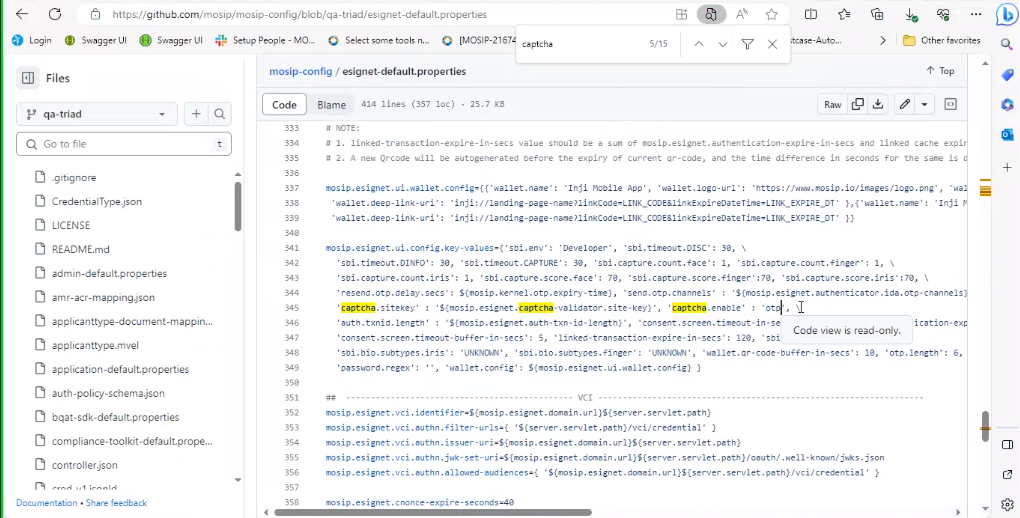 https://github.com/mosip/mosip-config/blob/qa-triad/esignet-default.properties
Login
Swagger UI
Swagger UI
Setup People - MO...
Select some tools n...
[MOSIP-21674
stcase-Auto...
Other favorites
captcha
5/15
Files
mosip-config / esignet-default.properties
Top
qa-triad
Code
Blame
414 lines (357 loc) · 25.7 KB
Raw
Go to file
t
.gitignore
CredentialType.json
LICENSE
README.md
admin-default.properties
amr-acr-mapping.json
applicanttype-document-mappin...
applicanttype.mvel
application-default.properties
auth-policy-schema.json
bqat-sdk-default.properties
compliance-toolkit-default.prope...
controller.json
cred-v1.jsonld
Documentation • Share feedback
333 # NOTE:
334 # 1. linked-transaction-expire-in-secs value should be a sum of mosip.esignet.authentication-expire-in-secs and linked cache expir
335 # 2. A new Qrcode will be autogenerated before the expiry of current qr-code, and the time difference in seconds for the same is d
336
337 mosip.esignet.ui.wallet.config={{'wallet.name': 'Inji Mobile App', 'wallet.logo-url': 'https://www.mosip.io/images/logo.png', 'wal
338 'wallet.deep-link-uri': 'inji://landing-page-name?linkCode=LINK_CODE&linkExpireDateTime=LINK_EXPIRE_DT' },{'wallet.name': 'Inji M
339 'wallet.deep-link-uri': 'inji://landing-page-name?linkCode=LINK_CODE&linkExpireDateTime=LINK_EXPIRE_DT' }}
340
341 mosip.esignet.ui.config.key-values={'sbi.env': 'Developer', 'sbi.timeout.DISC': 30, \
342 'sbi.timeout.DINFO': 30, 'sbi.timeout.CAPTURE': 30, 'sbi.capture.count.face': 1, 'sbi.capture.count.finger': 1, \
343 'sbi.capture.count.iris': 1, 'sbi.capture.score.face': 70, 'sbi.capture.score.finger':70, 'sbi.capture.score.iris':70, \
344 'resend.otp.delay.secs': ${mosip.kernel.otp.expiry-time}, 'send.otp.channels' : '${mosip.esignet.authenticator.ida.otp-channels}
345 'captcha.sitekey' : '${mosip.esignet.captcha-validator.site-key}', 'captcha.enable' : 'otp', \
346 'auth.txnid.length' : '${mosip.esignet.auth-txn-id-length}', 'consent.screen.timeout-in-se
Code view is read-only.
ication-exp
347 'consent.screen.timeout-buffer-in-secs': 5, 'linked-transaction-expire-in-secs': 120, 'sbi
348 'sbi.bio.subtypes.iris': 'UNKNOWN', 'sbi.bio.subtypes.finger': 'UNKNOWN', 'wallet.qr-code-buffer-in-secs': 10, 'otp.length': 6,
349 'password.regex': '', 'wallet.config': ${mosip.esignet.ui.wallet.config} }
350
351 ## ------------------------------------------ VCI ------------------------------------------
352 mosip.esignet.vci.identifier=${mosip.esignet.domain.url}${server.servlet.path}
353 mosip.esignet.vci.authn.filter-urls={ '${server.servlet.path}/vci/credential' }
354 mosip.esignet.vci.authn.issuer-uri=${mosip.esignet.domain.url}${server.servlet.path}
355 mosip.esignet.vci.authn.jwk-set-uri=${mosip.esignet.domain.url}${server.servlet.path}/oauth/.well-known/jwks.json
356 mosip.esignet.vci.authn.allowed-audiences={ '${mosip.esignet.domain.url}${server.servlet.path}/vci/credential' }
357
358 mosip.esignet.cnonce-expire-seconds=40